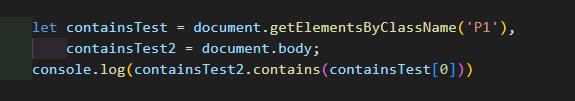 let containsTest = document.getElementsByClassName('P1'),
containsTest2 = document.body;
console.log(containsTest2.contains(containsTest[0]))